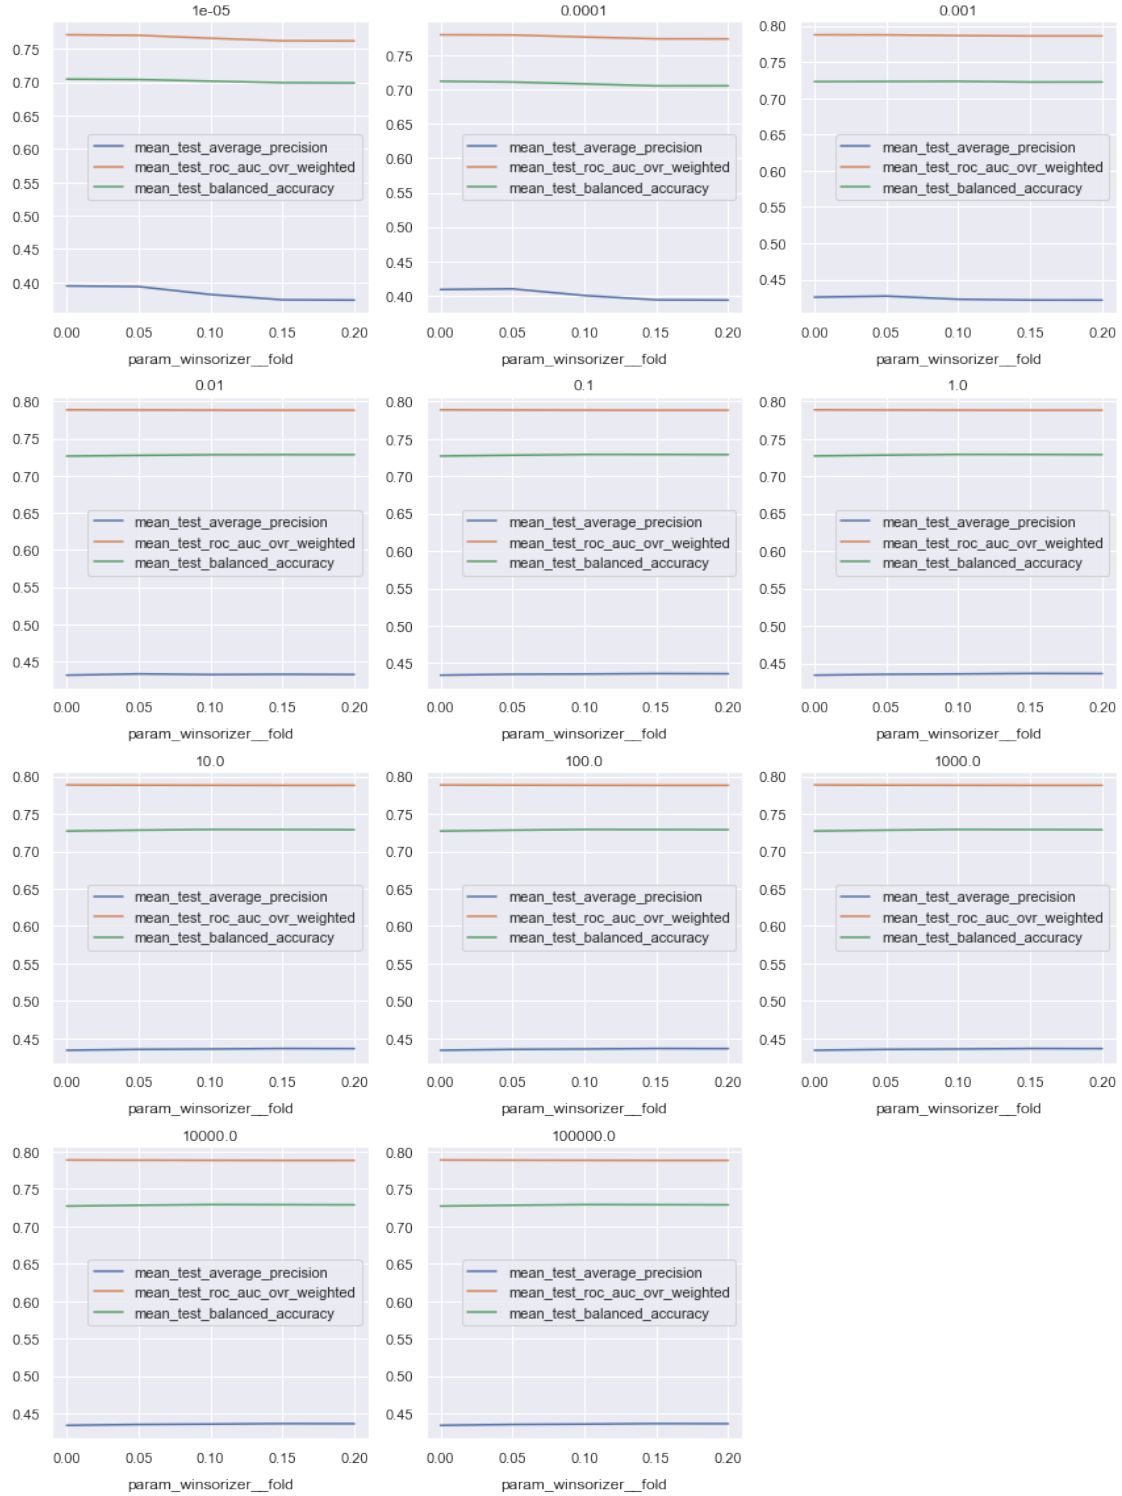 1e-05
0.75
0.70
0.65
0.60
0.55
0.50
0.45
0.40
mean_test_average_precision
mean_test_roc_auc_ovr_weighted
mean_test_balanced_accuracy
0.00 0.05 0.10 0.15 0.20
param_winsorizer__fold
0.0001
0.75
0.70
0.65
0.60
0.55
0.50
0.45
0.40
mean_test_average_precision
mean_test_roc_auc_ovr_weighted
mean_test_balanced_accuracy
0.00 0.05 0.10 0.15 0.20
param_winsorizer__fold
0.001
0.80
0.75
0.70
0.65
0.60
0.55
0.50
0.45
mean_test_average_precision
mean_test_roc_auc_ovr_weighted
mean_test_balanced_accuracy
0.00 0.05 0.10 0.15 0.20
param_winsorizer__fold
0.01
0.80
0.75
0.70
0.65
0.60
0.55
0.50
0.45
mean_test_average_precision
mean_test_roc_auc_ovr_weighted
mean_test_balanced_accuracy
0.00 0.05 0.10 0.15 0.20
param_winsorizer__fold
0.1
0.80
0.75
0.70
0.65
0.60
0.55
0.50
0.45
mean_test_average_precision
mean_test_roc_auc_ovr_weighted
mean_test_balanced_accuracy
0.00 0.05 0.10 0.15 0.20
param_winsorizer__fold
1.0
0.80
0.75
0.70
0.65
0.60
0.55
0.50
0.45
mean_test_average_precision
mean_test_roc_auc_ovr_weighted
mean_test_balanced_accuracy
0.00 0.05 0.10 0.15 0.20
param_winsorizer__fold
10.0
0.80
0.75
0.70
0.65
0.60
0.55
0.50
0.45
mean_test_average_precision
mean_test_roc_auc_ovr_weighted
mean_test_balanced_accuracy
0.00 0.05 0.10 0.15 0.20
param_winsorizer__fold
100.0
0.80
0.75
0.70
0.65
0.60
0.55
0.50
0.45
mean_test_average_precision
mean_test_roc_auc_ovr_weighted
mean_test_balanced_accuracy
0.00 0.05 0.10 0.15 0.20
param_winsorizer__fold
1000.0
0.80
0.75
0.70
0.65
0.60
0.55
0.50
0.45
mean_test_average_precision
mean_test_roc_auc_ovr_weighted
mean_test_balanced_accuracy
0.00 0.05 0.10 0.15 0.20
param_winsorizer__fold
10000.0
0.80
0.75
0.70
0.65
0.60
0.55
0.50
0.45
mean_test_average_precision
mean_test_roc_auc_ovr_weighted
mean_test_balanced_accuracy
0.00 0.05 0.10 0.15 0.20
param_winsorizer__fold
100000.0
0.80
0.75
0.70
0.65
0.60
0.55
0.50
0.45
mean_test_average_precision
mean_test_roc_auc_ovr_weighted
mean_test_balanced_accuracy
0.00 0.05 0.10 0.15 0.20
param_winsorizer__fold